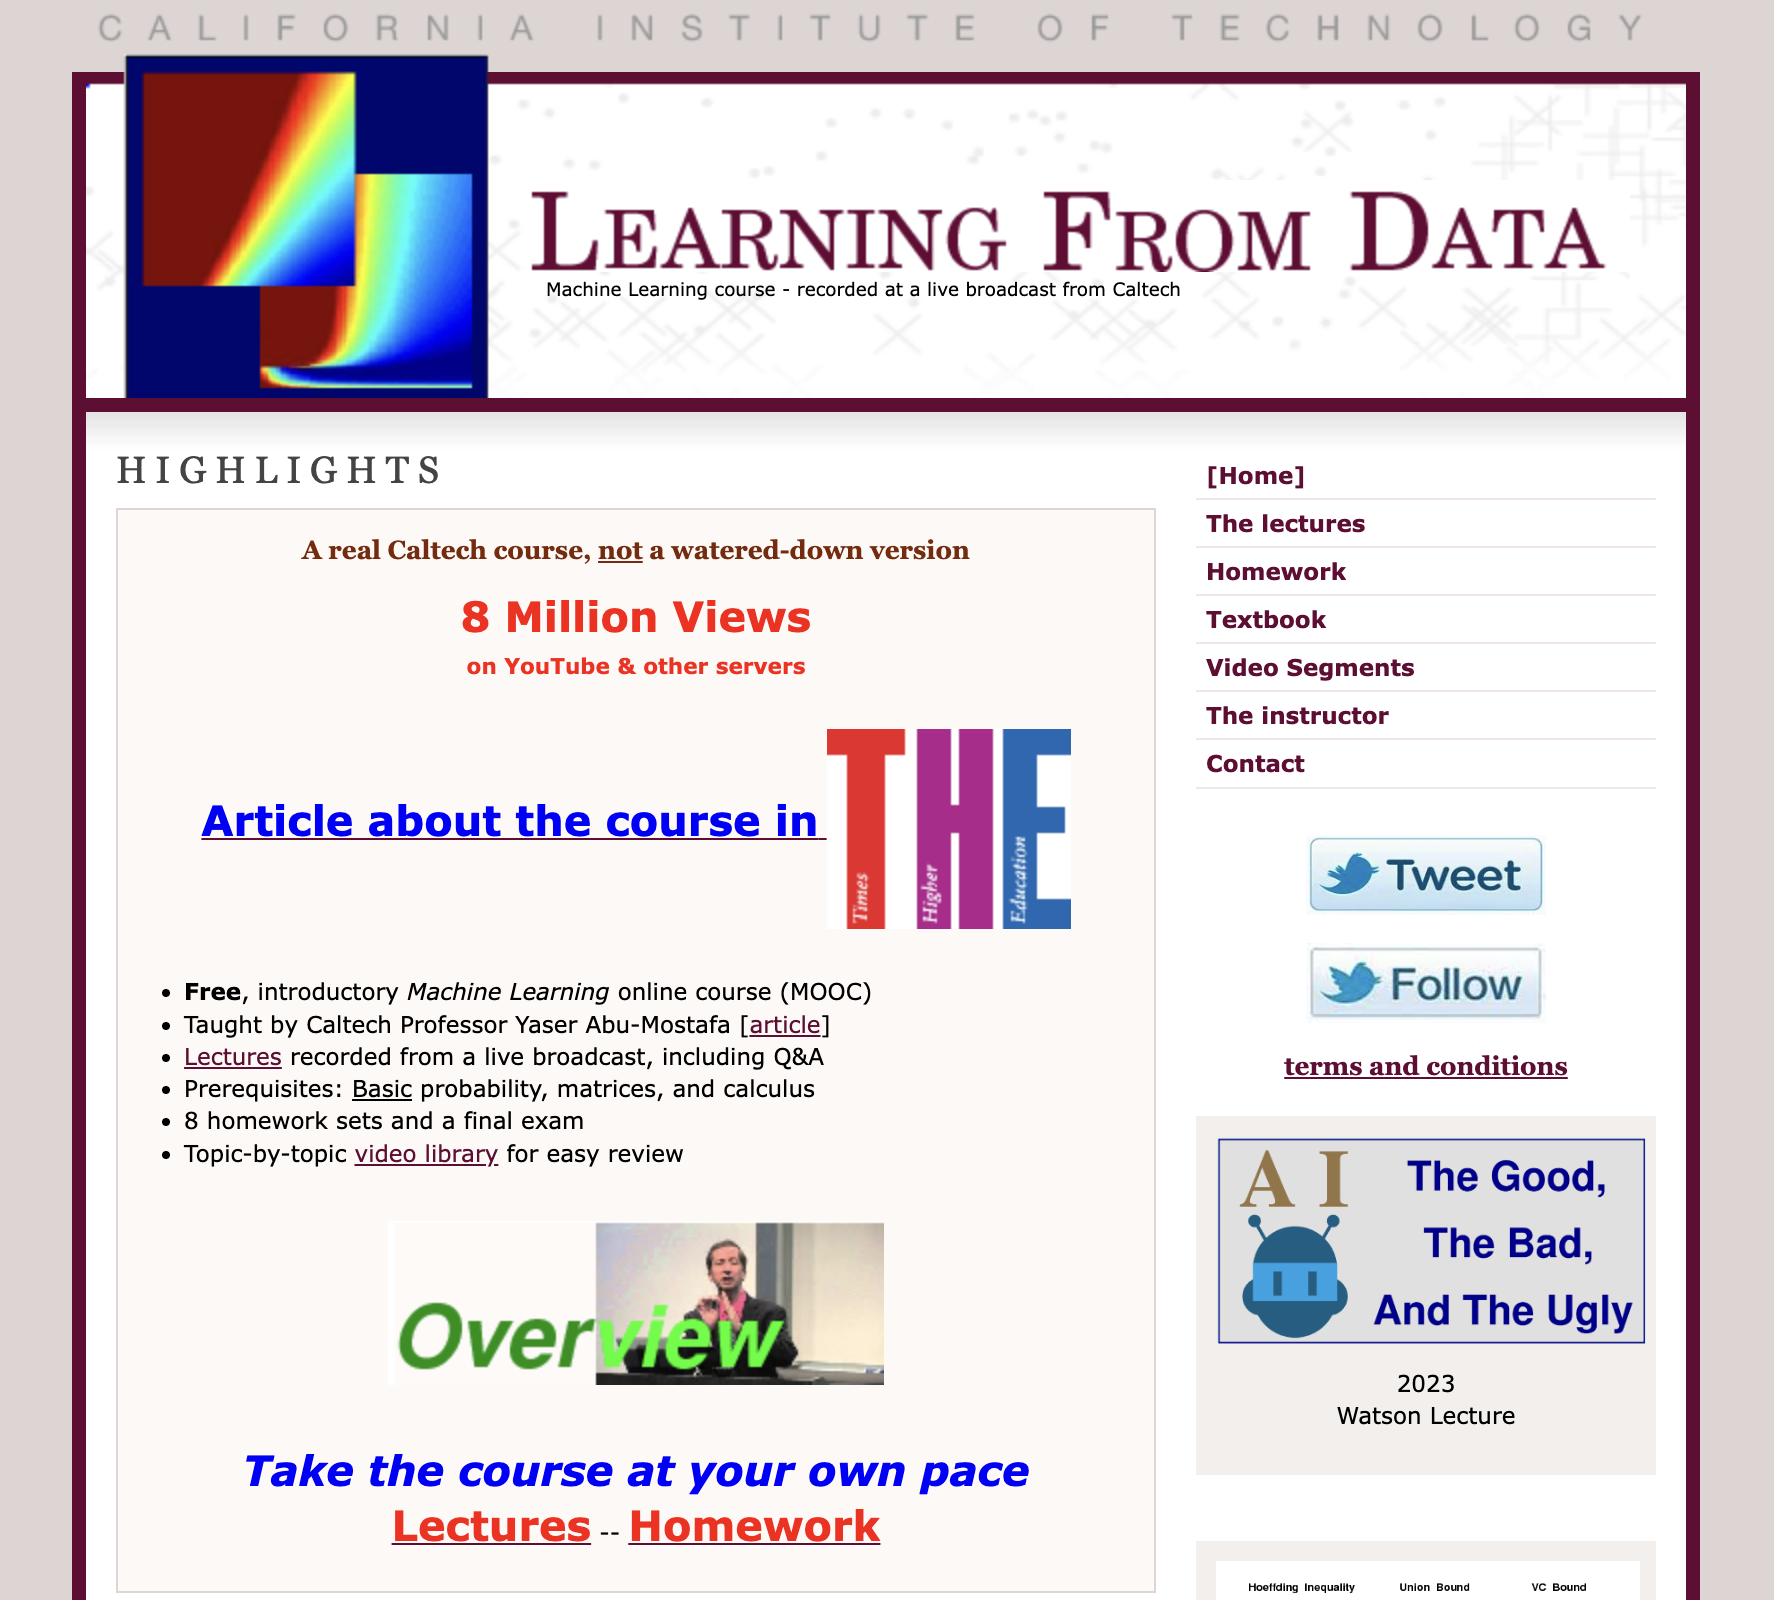 CALIFORNIA INSTITUTE OF TECHNOLOGY
LEARNING FROM DATA
Machine Learning course - recorded at a live broadcast from Caltech
HIGHLIGHTS
A real Caltech course, not a watered-down version
8 Million Views
on YouTube & other servers
Article about the course in
THE
Times
Higher
Education
Free, introductory Machine Learning online course (MOOC)
Taught by Caltech Professor Yaser Abu-Mostafa [article]
Lectures recorded from a live broadcast, including Q&A
Prerequisites: Basic probability, matrices, and calculus
8 homework sets and a final exam
Topic-by-topic video library for easy review
Overview
Take the course at your own pace
Lectures -- Homework
[Home]
The lectures
Homework
Textbook
Video Segments
The instructor
Contact
Tweet
Follow
terms and conditions
AI
The Good,
The Bad,
And The Ugly
2023
Watson Lecture
Hoeffding Inequality Union Bound VC Bound